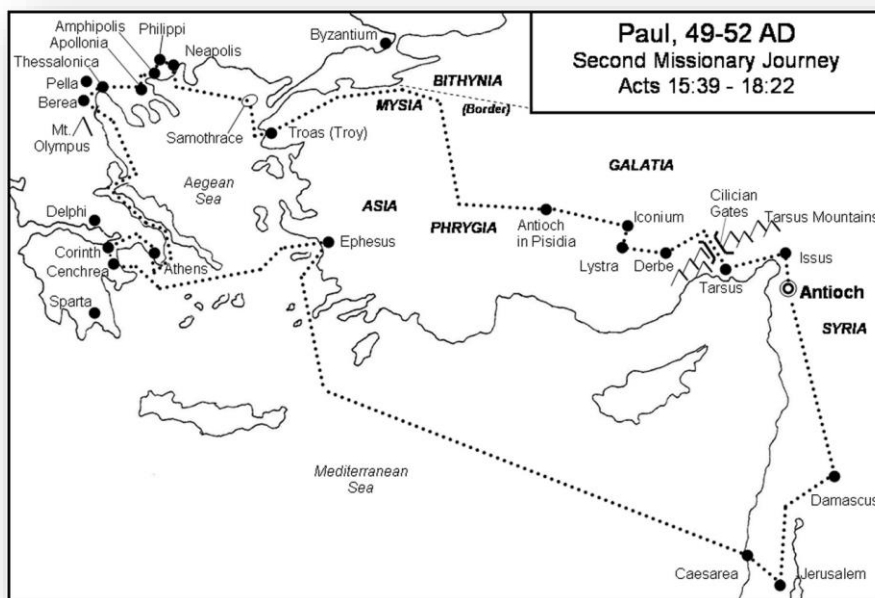 Paul, 49-52 AD
Second Missionary Journey
Acts 15:39 - 18:22
Philippi
Amphipolis
Apollonia
Neapolis
Byzantium
Thessalonica
Pella
Berea
BITHYNIA
MYSIA
(Border)
Samothrace
Troas (Troy)
Mt.
Olympus
GALATIA
Aegean
Sea
ASIA
Cilician
Gates
Delphi
PHRYGIA
Antioch
in Pisidia
Iconium
Tarsus Mountains
Corinth
Ephesus
Cenchrea
Athens
Lystra
Derbe
Issus
Tarsus
Antioch
Sparta
SYRIA
Mediterranean
Sea
Damascus
Caesarea
Jerusalem